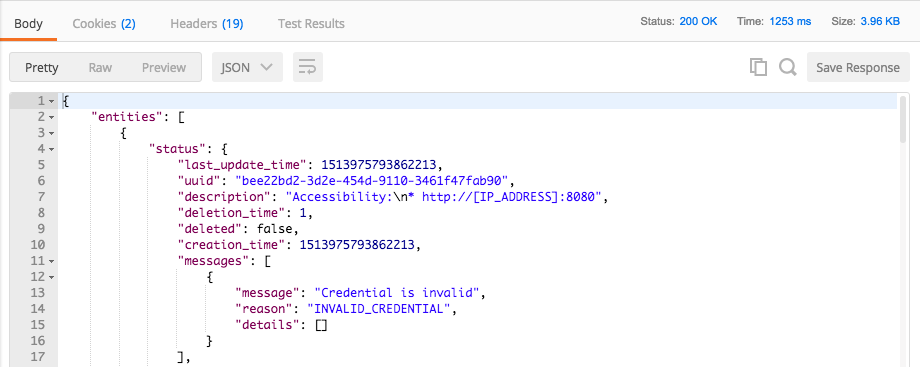 Body Cookies (2) Headers (19) Test Results Status: 200 OK Time: 1253 ms Size: 3.96 KB
Pretty Raw Preview JSON Save Response
1 {
2 "entities": [
3 {
4 "status": {
5 "last_update_time": 1513975793862213,
6 "uuid": "bee22bd2-3d2e-454d-9110-3461f47fab90",
7 "description": "Accessibility:\n* http://[IP_ADDRESS]:8080",
8 "deletion_time": 1,
9 "deleted": false,
10 "creation_time": 1513975793862213,
11 "messages": [
12 {
13 "message": "Credential is invalid",
14 "reason": "INVALID_CREDENTIAL",
15 "details": []
16 }
17 ],